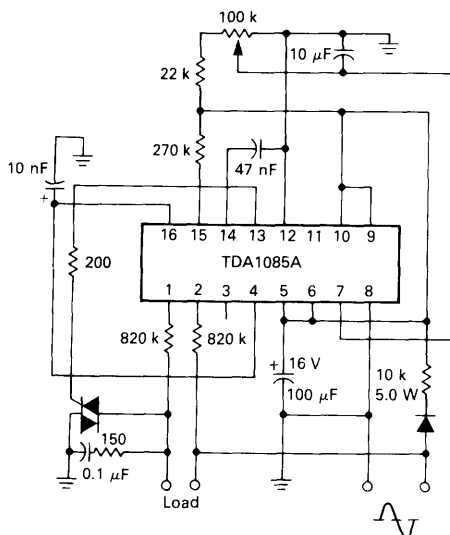 100 k
10 µF
22 k
270 k
47 nF
10 nF
+
200
16 15 14 13 12 11 10 9
TDA1085A
1 2 3 4 5 6 7 8
820 k
820 k
+
16 V
100 µF
10 k
5.0 W
150
0.1 µF
Load